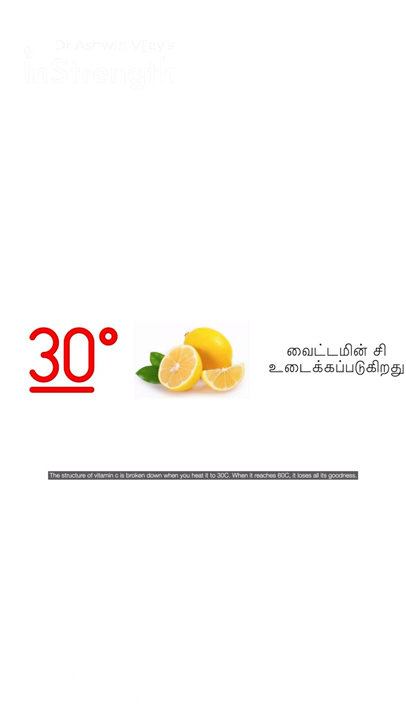 Dr Ashwin Vijay's
inStrength
30°
வைட்டமின் சி
உடைக்கப்படுகிறது
The structure of vitamin c is broken down when you heat it to 30C. When it reaches 60C, it loses all its goodness.